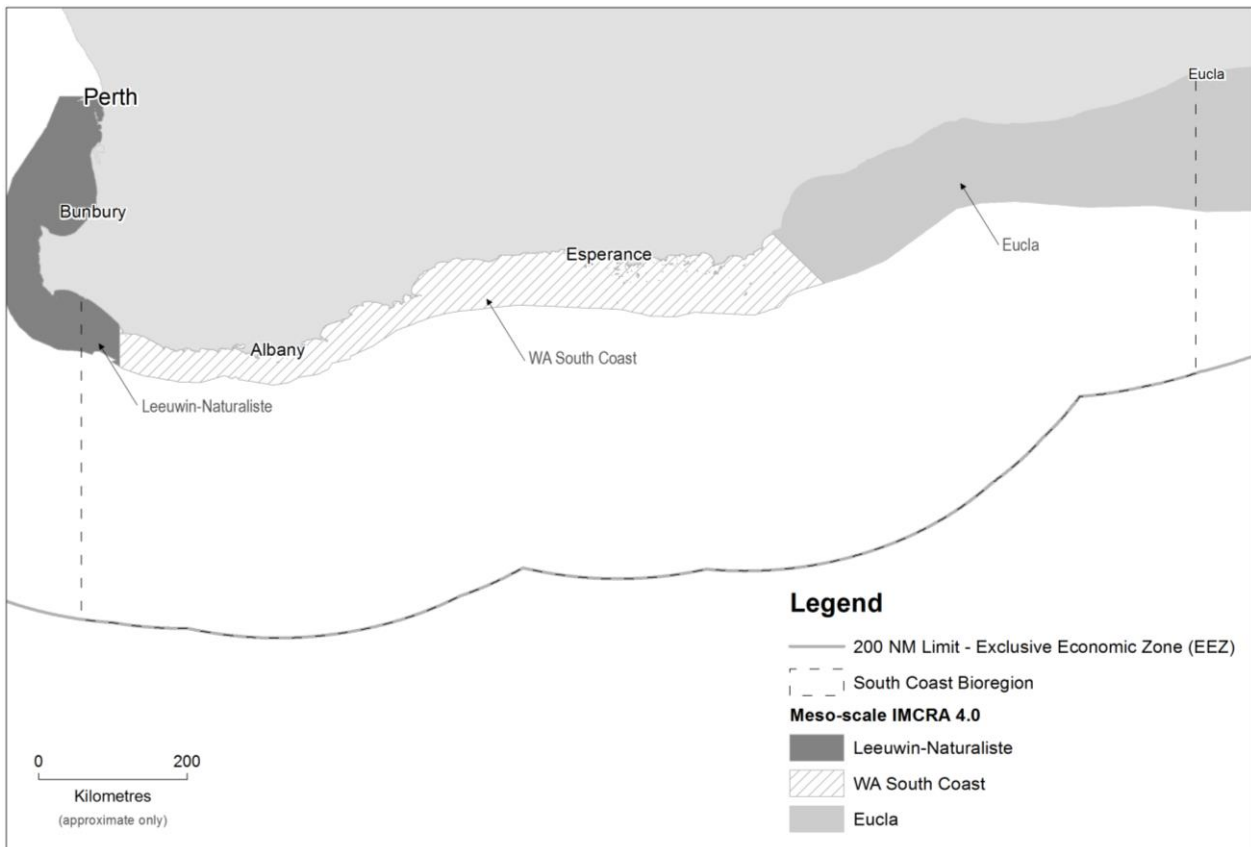 Perth
Eucla
Bunbury
Esperance
Eucla
Albany
WA South Coast
Leeuwin-Naturaliste
Legend
200 NM Limit - Exclusive Economic Zone (EEZ)
South Coast Bioregion
Meso-scale IMCRA 4.0
Leeuwin-Naturaliste
WA South Coast
Eucla
0 200
Kilometres
(approximate only)